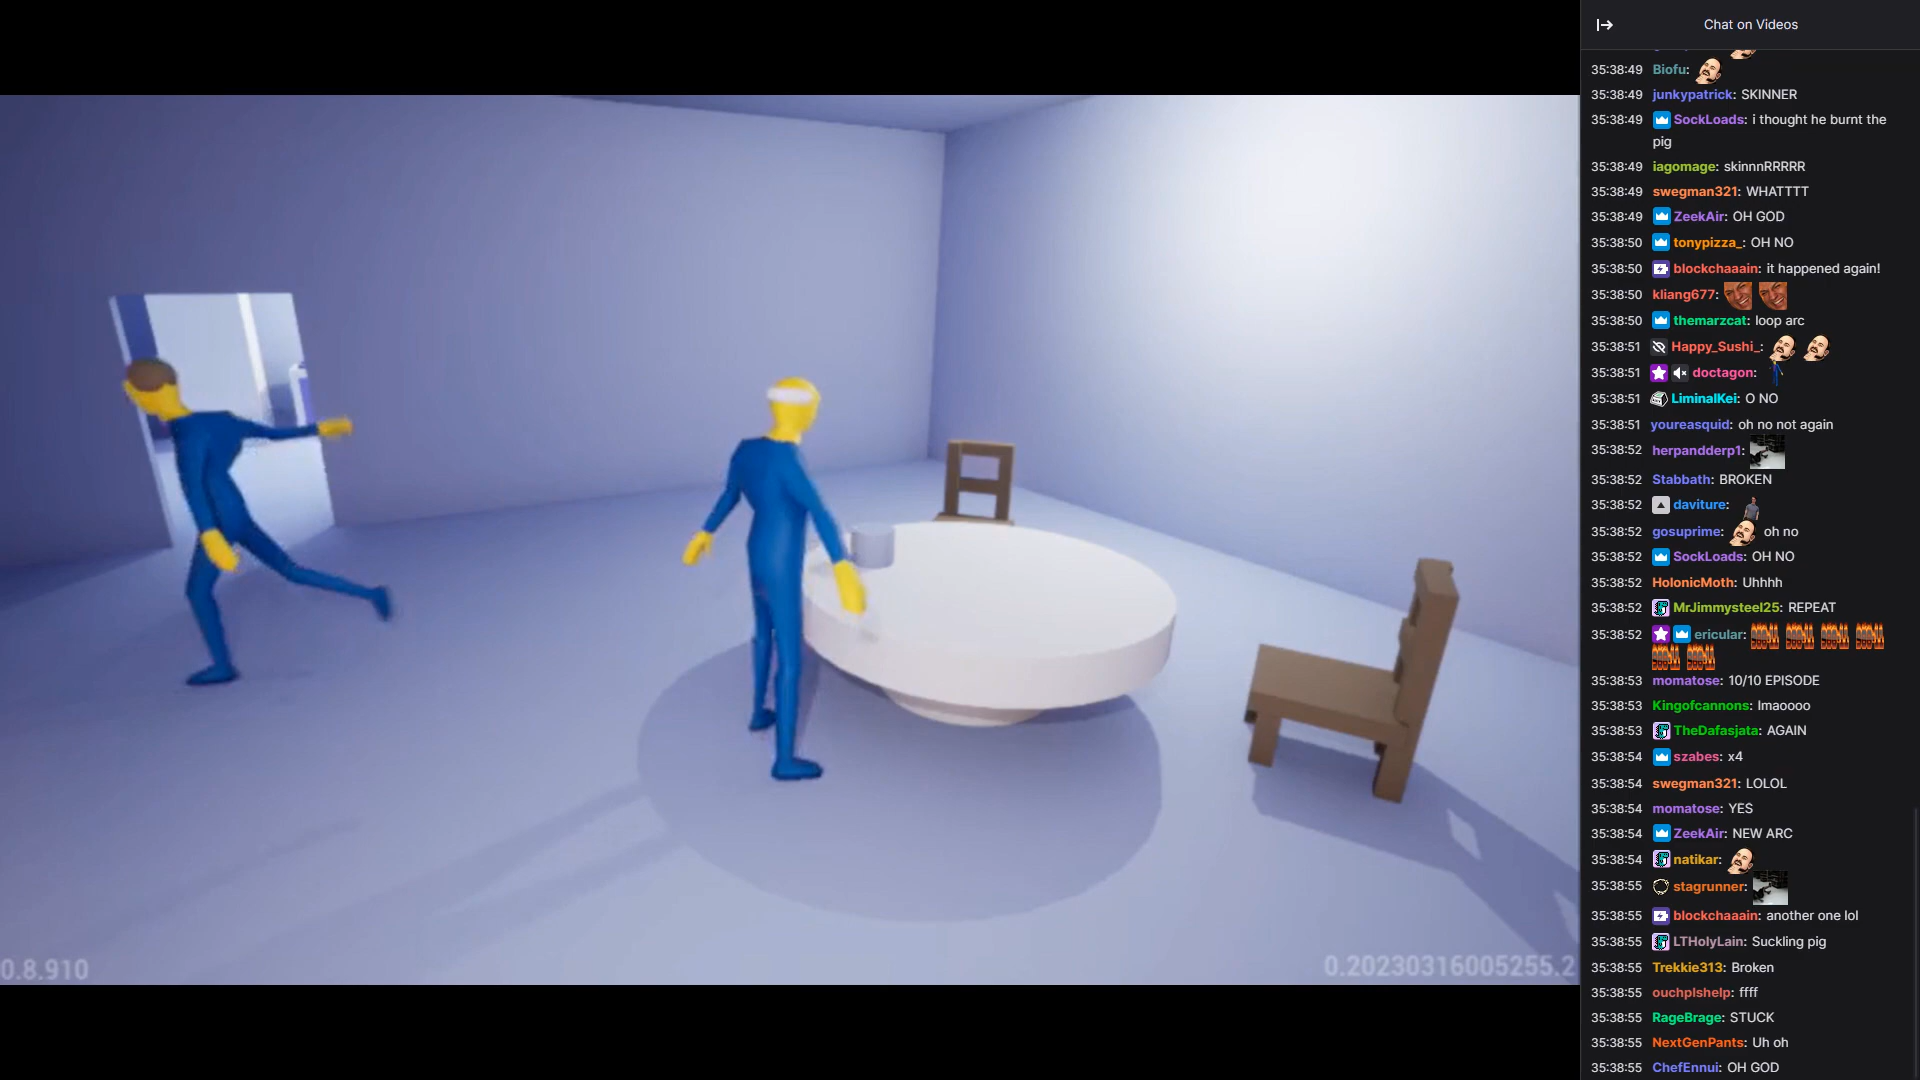 Chat on Videos
35:38:49 Biofu:
35:38:49 junkypatrick: SKINNER
35:38:49 SockLoads: i thought he burnt the
pig
35:38:49 iagomage: skinnnRRRRR
35:38:49 swegman321: WHATTTT
35:38:49 ZeekAir: OH GOD
35:38:50 tonypizza_: OH NO
35:38:50 blockchaaain: it happened again!
35:38:50 kliang677:
35:38:50 themarzcat: loop arc
35:38:51 Happy_Sushi_:
35:38:51 doctagon:
35:38:51 LiminalKei: O NO
35:38:51 youreasquid: oh no not again
35:38:52 herpandderp1:
35:38:52 Stabbath: BROKEN
35:38:52 daviture:
35:38:52 gosuprime: oh no
35:38:52 SockLoads: OH NO
35:38:52 HolonicMoth: Uhhhh
35:38:52 MrJimmysteel25: REPEAT
35:38:52 ericular:
35:38:53 momatose: 10/10 EPISODE
35:38:53 Kingofcannons: lmaoooo
35:38:53 TheDafasjata: AGAIN
35:38:54 szabes: x4
35:38:54 swegman321: LOLOL
35:38:54 momatose: YES
35:38:54 ZeekAir: NEW ARC
35:38:54 natikar:
35:38:55 stagrunner:
35:38:55 blockchaaain: another one lol
35:38:55 LTHolyLain: Suckling pig
35:38:55 Trekkie313: Broken
35:38:55 ouchplshelp: ffff
35:38:55 RageBrage: STUCK
35:38:55 NextGenPants: Uh oh
35:38:55 ChefEnnui: OH GOD
0.8.910
0.20230316005255.2